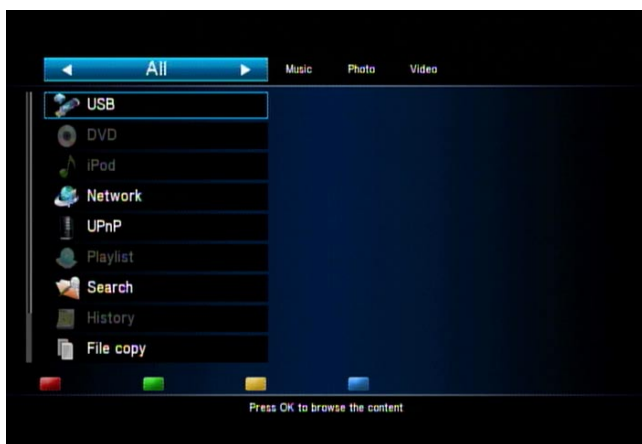 All Music Photo Video
USB
DVD
iPod
Network
UPnP
Playlist
Search
History
File copy
Press OK to browse the content